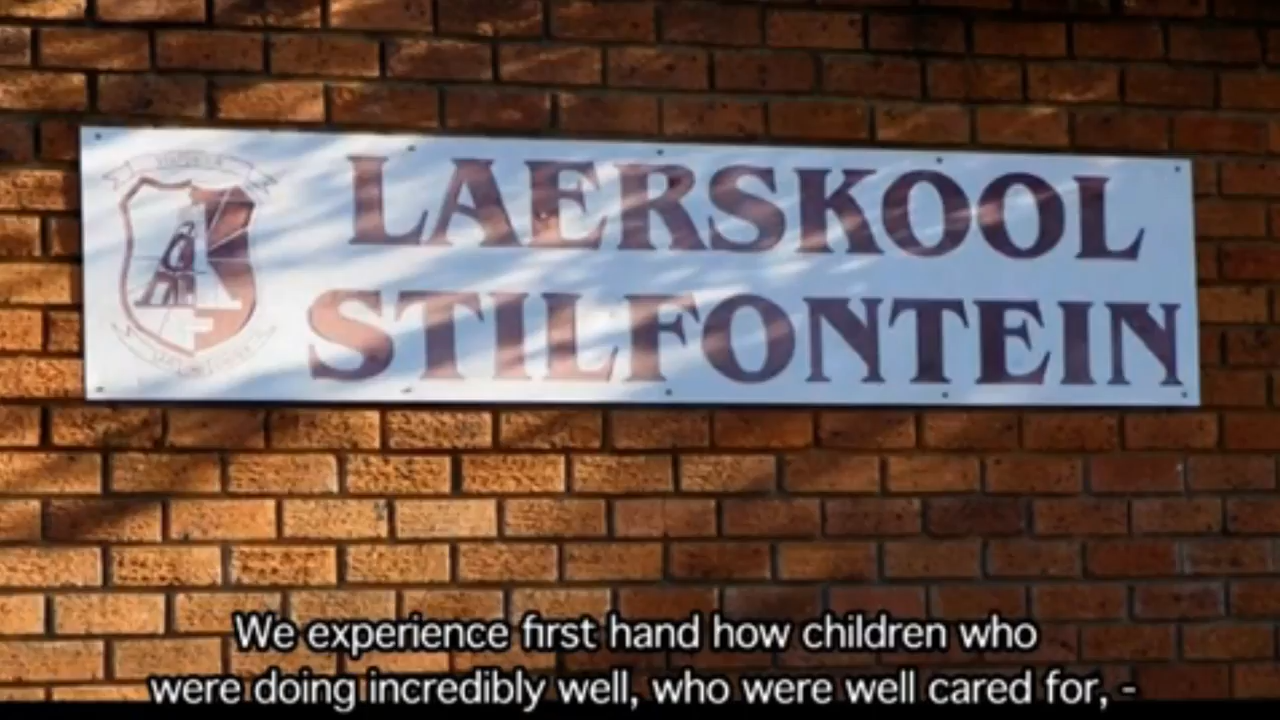 LAERSKOOL
STILFONTEIN
We experience first hand how children who
were doing incredibly well, who were well cared for, -